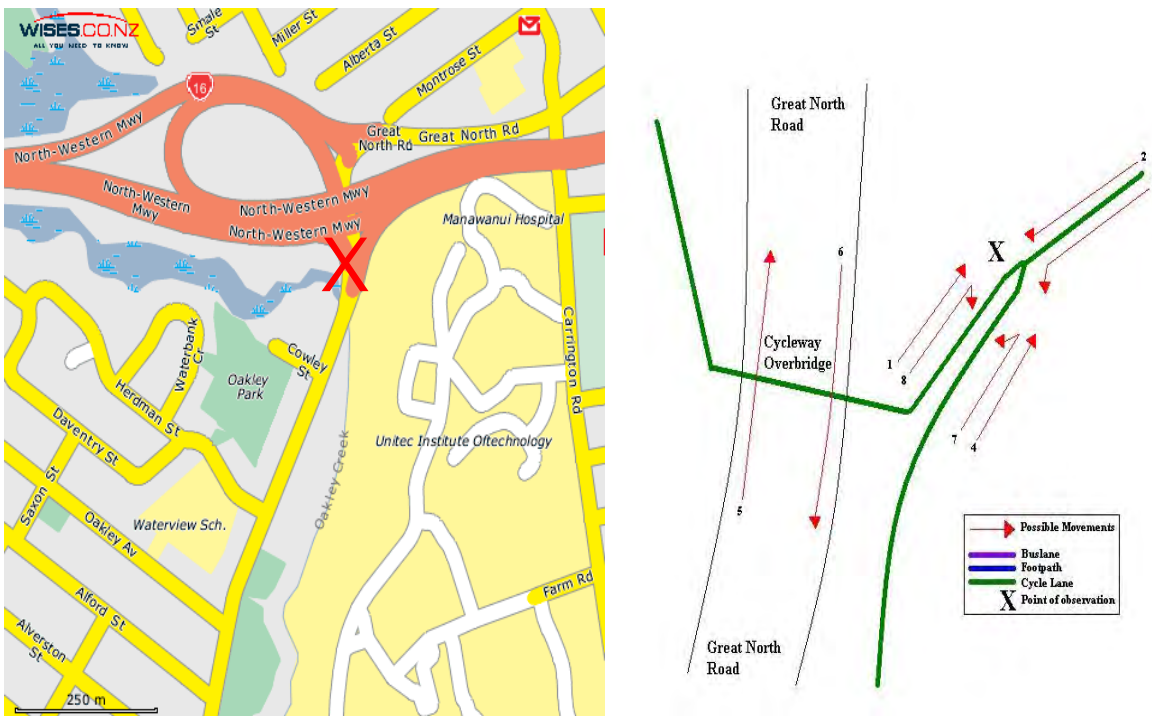 WISES.CO.NZ
ALL YOU NEED TO KNOW
Smale
St
Miller St
Alberta St
Montrose St
16
North-Western Mwy
Great
North Rd
Great North Rd
North-Western
Mwy
North-Western Mwy
North-Western Mwy
X
Manawanui Hospital
Carrington Rd
Waterbank
Cr
Cowley
St
Oakley
Park
Herdman St
Daventry St
Unitec Institute Oftechnology
Oakley Creek
Saxon St
Waterview Sch.
Oakley Av
Farm Rd
Alford St
Alverston
St
250 m
Great North
Road
2
X
6
Cycleway
Overbridge
1
8
7
4
5
Great North
Road
Possible Movements
Buslane
Footpath
Cycle Lane
X Point of observation